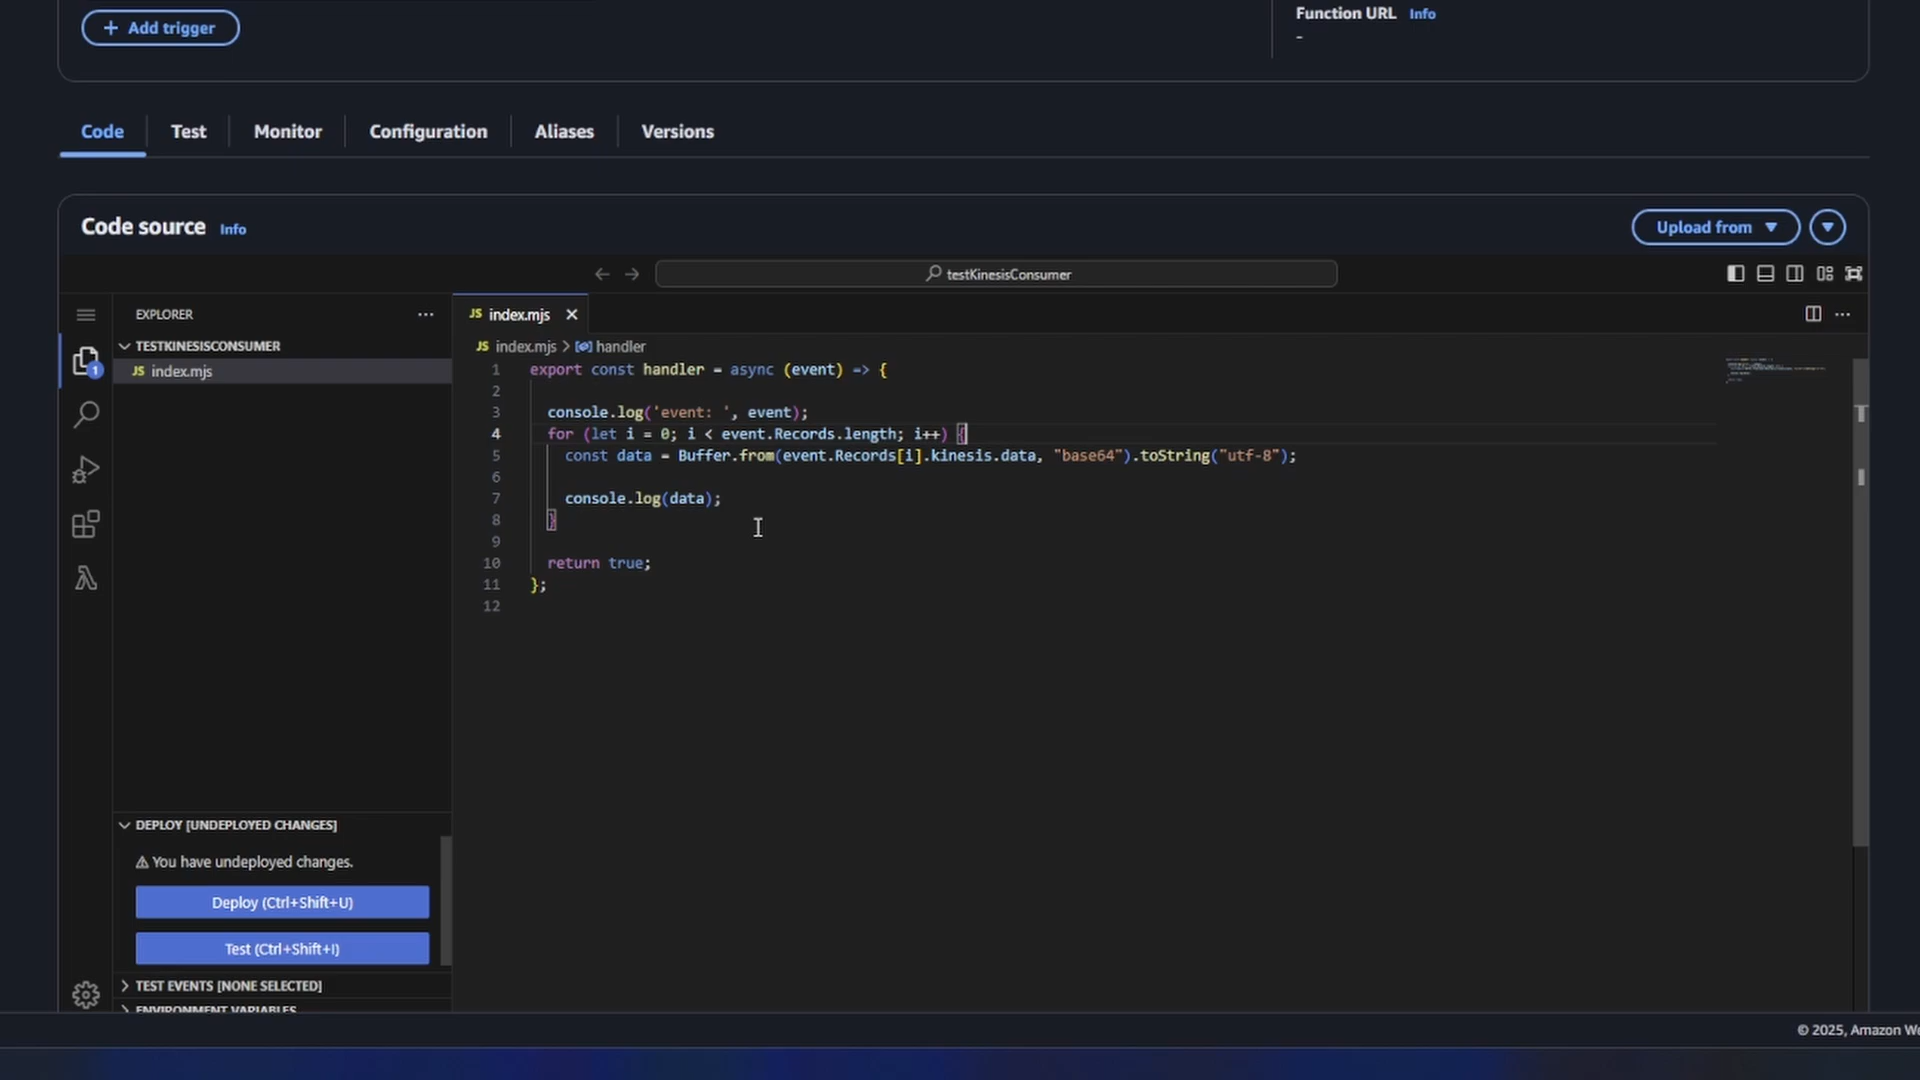 Add trigger
Function URL Info
-
Code Test Monitor Configuration Aliases Versions
Code source Info
Upload from
testKinesisConsumer
EXPLORER
TESTKINESISCONSUMER
JS index.mjs
1
JS index.mjs
JS index.mjs > handler
1 export const handler = async (event) => {
2
3 console.log('event: ', event);
4 for (let i = 0; i < event.Records.length; i++) {
5 const data = Buffer.from(event.Records[i].kinesis.data, "base64").toString("utf-8");
6
7 console.log(data);
8 }
9
10 return true;
11 };
12
DEPLOY [UNDEPLOYED CHANGES]
You have undeployed changes.
Deploy (Ctrl+Shift+U)
Test (Ctrl+Shift+I)
TEST EVENTS [NONE SELECTED]
ENVIRONMENT VARIABLES
© 2025, Amazon We